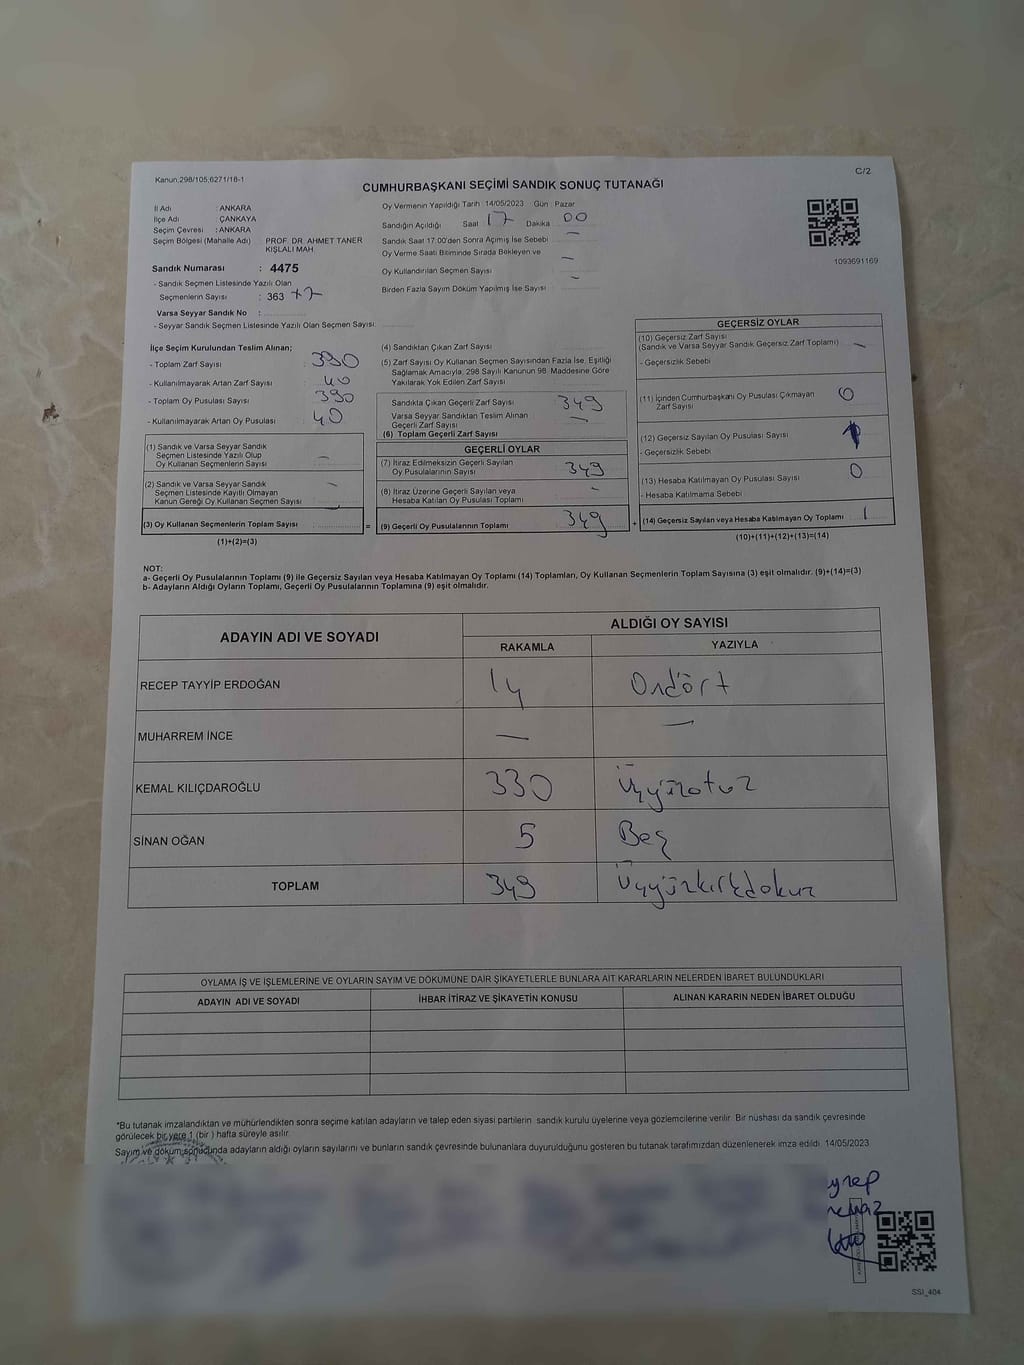 Kanun;298/105;6271/16-1
C/2
CUMHURBAŞKANI SEÇİMİ SANDIK SONUÇ TUTANAĞI
İl Adı : ANKARA
İlçe Adı : ÇANKAYA
Seçim Çevresi : ANKARA
Seçim Bölgesi (Mahalle Adı) PROF. DR. AHMET TANER KIŞLALI MAH
Sandık Numarası : 4475
- Sandık Seçmen Listesinde Yazılı Olan
Seçmenlerin Sayısı : 363 +7
Varsa Seyyar Sandık No :
- Seyyar Sandık Seçmen Listesinde Yazılı Olan Seçmen Sayısı:
Oy Vermenin Yapıldığı Tarih 14/05/2023 Gün : Pazar
Sandığın Açıldığı Saat 17 Dakika 00
Sandık Saat 17.00'den Sonra Açımış İse Sebebi —
Oy Verme Saati Bitiminde Sırada Bekleyen ve —
Oy Kullandırılan Seçmen Sayısı —
Birden Fazla Sayım Döküm Yapılmış İse Sayısı
1093691169
İlçe Seçim Kurulundan Teslim Alınan;
- Toplam Zarf Sayısı : 390
- Kullanılmayarak Artan Zarf Sayısı : 40
- Toplam Oy Pusulası Sayısı : 390
- Kullanılmayarak Artan Oy Pusulası : 40
(1) Sandık ve Varsa Seyyar Sandık
Seçmen Listesinde Yazılı Olup
Oy Kullanan Seçmenlerin Sayısı —
(2) Sandık ve Varsa Seyyar Sandık
Seçmen Listesinde Kayıılı Olmayan
Kanun Gereği Oy Kullanan Seçmen Sayısı —
(3) Oy Kullanan Seçmenlerin Toplam Sayısı
(1)+(2)=(3)
(4) Sandıktan Çıkan Zarf Sayısı
(5) Zarf Sayısı Oy Kullanan Seçmen Sayısından Fazla İse, Eşitliği
Sağlamak Amacıyla, 298 Sayılı Kanunun 98. Maddesine Göre
Yakılarak Yok Edilen Zarf Sayısı
Sandıkta Çıkan Geçerli Zarf Sayısı : 349
Varsa Seyyar Sandıktan Teslim Alınan
Geçerli Zarf Sayısı —
(6) Toplam Geçerli Zarf Sayısı
GEÇERLİ OYLAR
(7) İtiraz Edilmeksizin Geçerli Sayılan
Oy Pusulalarının Sayısı : 349
(8) İtiraz Üzerine Geçerli Sayılan veya
Hesaba Katılan Oy Pusulası Toplamı —
= (9) Geçerli Oy Pusulalarının Toplamı : 349
GEÇERSİZ OYLAR
(10) Geçersiz Zarf Sayısı
(Sandık ve Varsa Seyyar Sandık Geçersiz Zarf Toplamı) —
- Geçersizlik Sebebi
(11) İçinden Cumhurbaşkanı Oy Pusulası Çıkmayan
Zarf Sayısı 0
(12) Geçersiz Sayılan Oy Pusulası Sayısı 1
- Geçersizlik Sebebi
(13) Hesaba Katılmayan Oy Pusulası Sayısı 0
- Hesaba Katılmama Sebebi
+ (14) Geçersiz Sayılan veya Hesaba Katılmayan Oy Toplamı : 1
(10)+(11)+(12)+(13)=(14)
NOT:
a- Geçerli Oy Pusulalarının Toplamı (9) ile Geçersiz Sayılan veya Hesaba Katılmayan Oy Toplamı (14) Toplamları, Oy Kullanan Seçmenlerin Toplam Sayısına (3) eşit olmalıdır. (9)+(14)=(3)
b- Adayların Aldığı Oyların Toplamı, Geçerli Oy Pusulalarının Toplamına (9) eşit olmalıdır.
ADAYIN ADI VE SOYADI ALDIĞI OY SAYISI
RAKAMLA YAZIYLA
RECEP TAYYİP ERDOĞAN 14 Ondört
MUHARREM İNCE — —
KEMAL KILIÇDAROĞLU 330 Üçyüzotuz
SİNAN OĞAN 5 Beş
TOPLAM 349 Üçyüzkırkdokuz
OYLAMA İŞ VE İŞLEMLERİNE VE OYLARIN SAYIM VE DÖKÜMÜNE DAİR ŞİKAYETLERLE BUNLARA AİT KARARLARIN NELERDEN İBARET BULUNDUKLARI
ADAYIN ADI VE SOYADI İHBAR İTİRAZ VE ŞİKAYETİN KONUSU ALINAN KARARIN NEDEN İBARET OLDUĞU
*Bu tutanak imzalandıktan ve mühürlendikten sonra seçime katılan adayların ve talep eden siyasi partilerin sandık kurulu üyelerine veya gözlemcilerine verilir. Bir nüshası da sandık çevresinde
görülecek bir yere 1 (bir ) hafta süreyle asılır.
Sayım ve döküm sonucunda adayların aldığı oyların sayılarını ve bunların sandık çevresinde bulunanlara duyurulduğunu gösteren bu tutanak tarafımızdan düzenlenerek imza edildi. 14/05/2023
SSI_404